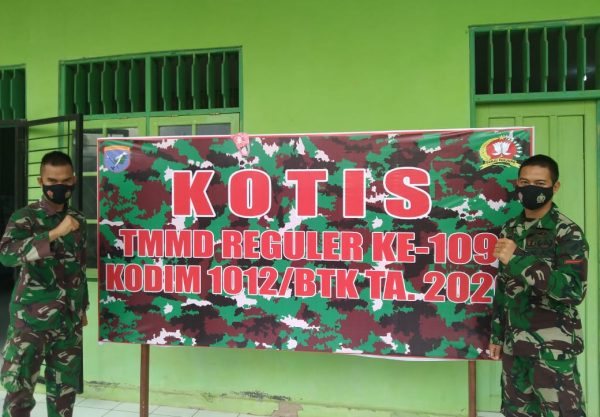 KOTIS
TMMD REGULER KE-109
KODIM 1012/BTK TA. 202